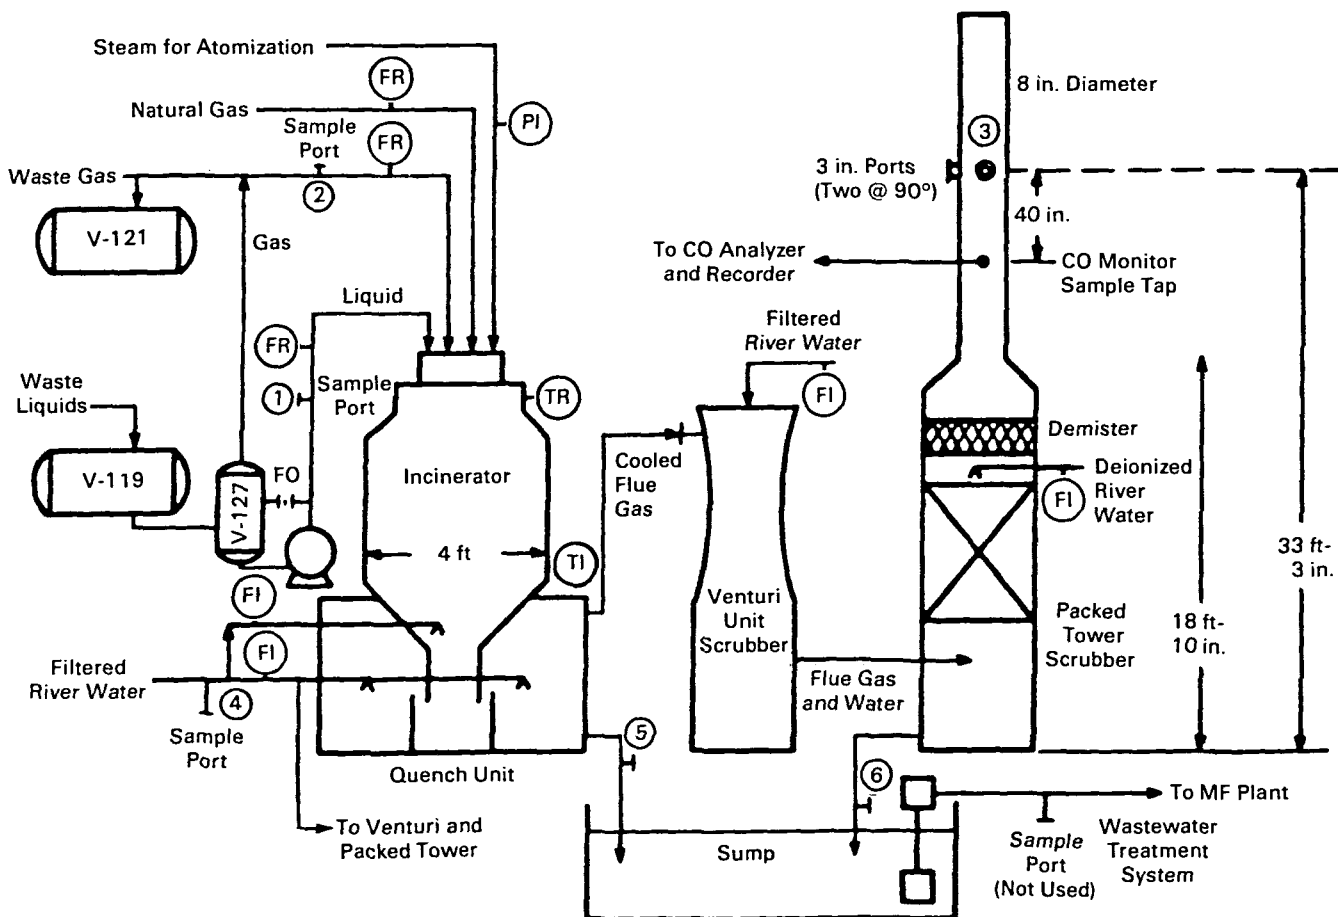 Steam for Atomization
FR
Natural Gas
PI
Sample
Port
FR
Waste Gas
2
V-121
Gas
Liquid
FR
Waste
Liquids
1
Sample
Port
TR
V-119
V-127
FO
Incinerator
4 ft
TI
FI
FI
Filtered
River Water
4
Sample
Port
Quench Unit
To Venturi and
Packed Tower
5
Cooled
Flue
Gas
Filtered
River Water
FI
Venturi
Unit
Scrubber
Flue Gas
and Water
8 in. Diameter
3
3 in. Ports
(Two @ 90°)
40 in.
To CO Analyzer
and Recorder
CO Monitor
Sample Tap
Demister
Deionized
River
Water
FI
Packed
Tower
Scrubber
18 ft-
10 in.
33 ft-
3 in.
6
Sump
To MF Plant
Sample
Port
(Not Used)
Wastewater
Treatment
System